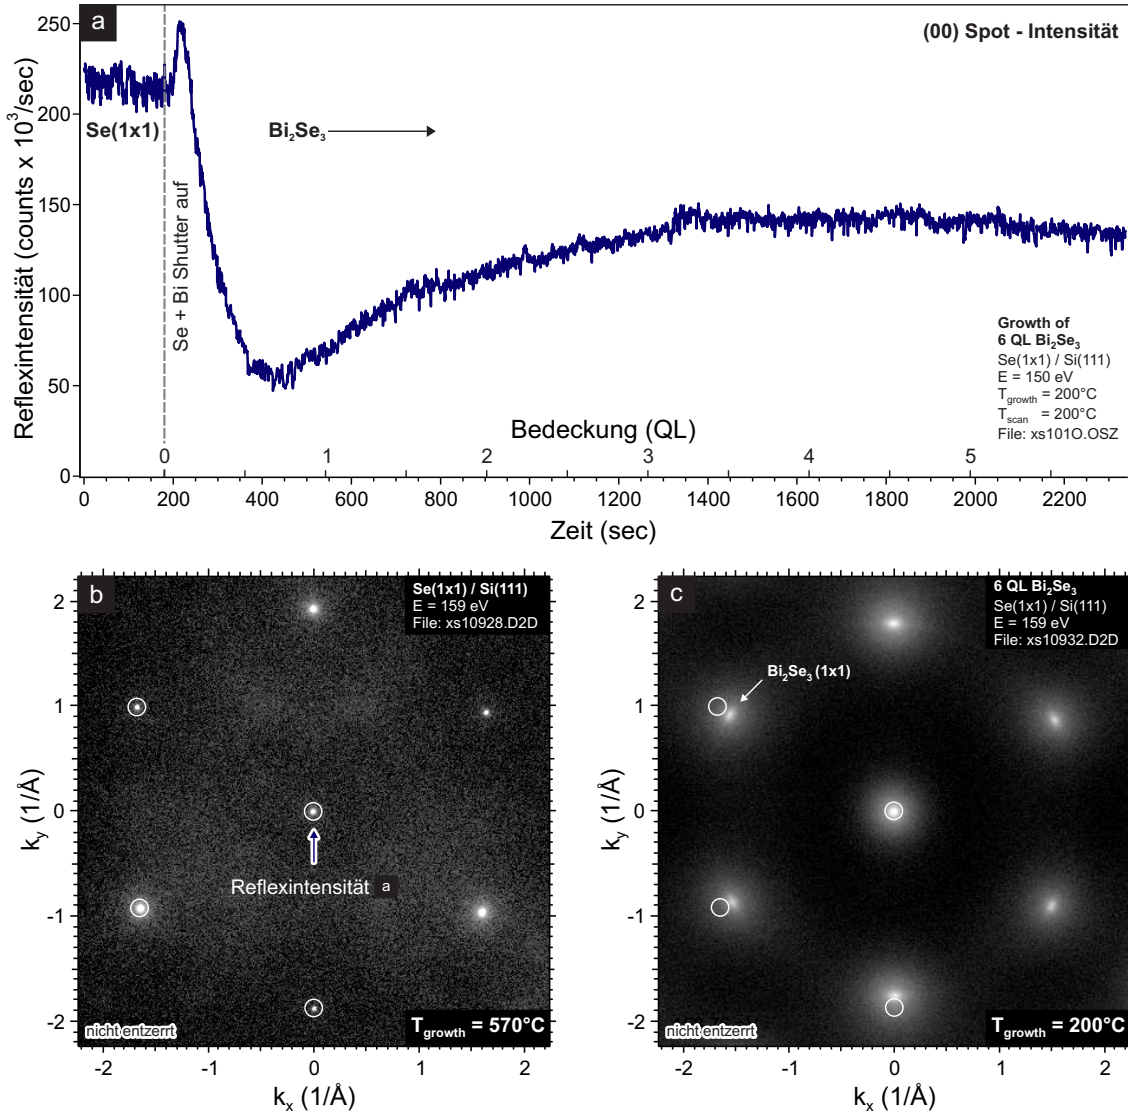 a
(00) Spot - Intensität
Reflexintensität (counts x 10³/sec)
250
200
150
100
50
0
Se(1x1)
Bi₂Se₃
Se + Bi Shutter auf
Growth of
6 QL Bi₂Se₃
Se(1x1) / Si(111)
E = 150 eV
T_growth = 200°C
T_scan = 200°C
File: xs101O.OSZ
Bedeckung (QL)
0 1 2 3 4 5
0 200 400 600 800 1000 1200 1400 1600 1800 2000 2200
Zeit (sec)
b
Se(1x1) / Si(111)
E = 159 eV
File: xs10928.D2D
k_y (1/Å)
2
1
0
-1
-2
Reflexintensität a
nicht entzerrt
T_growth = 570°C
-2 -1 0 1 2
k_x (1/Å)
c
6 QL Bi₂Se₃
Se(1x1) / Si(111)
E = 159 eV
File: xs10932.D2D
Bi₂Se₃ (1x1)
k_y (1/Å)
2
1
0
-1
-2
nicht entzerrt
T_growth = 200°C
-2 -1 0 1 2
k_x (1/Å)